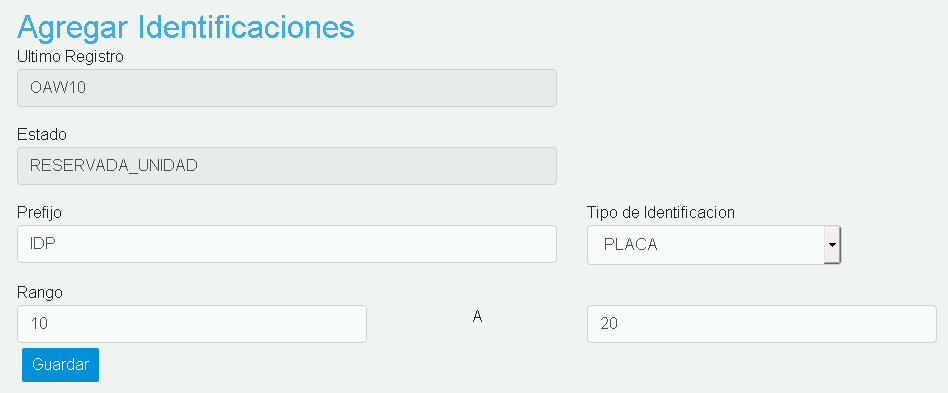 Agregar Identificaciones
Ultimo Registro
OAW10
Estado
RESERVADA_UNIDAD
Prefijo
Tipo de Identificacion
IDP
PLACA
Rango
10
A
20
Guardar